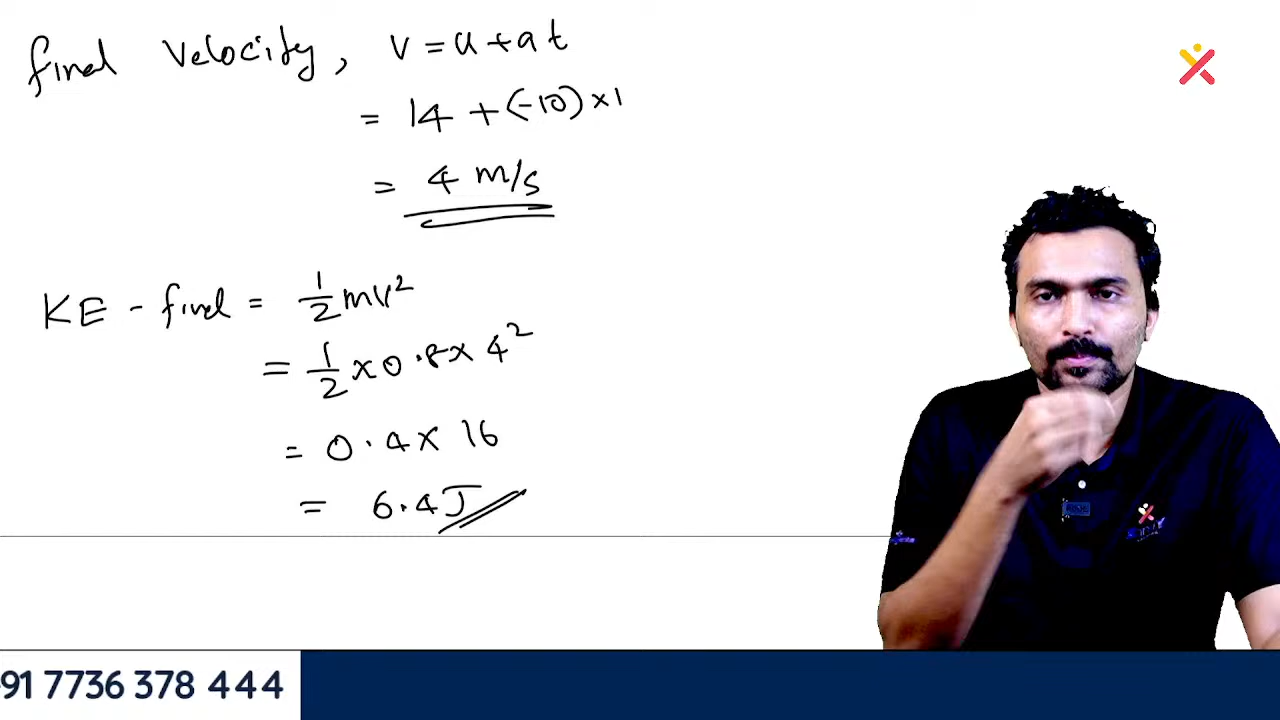 final Velocity, v = u + at
= 14 + (-10) × 1
= 4 m/s
KE - final = 1/2 mv²
= 1/2 × 0.8 × 4²
= 0.4 × 16
= 6.4 J
91 7736 378 444